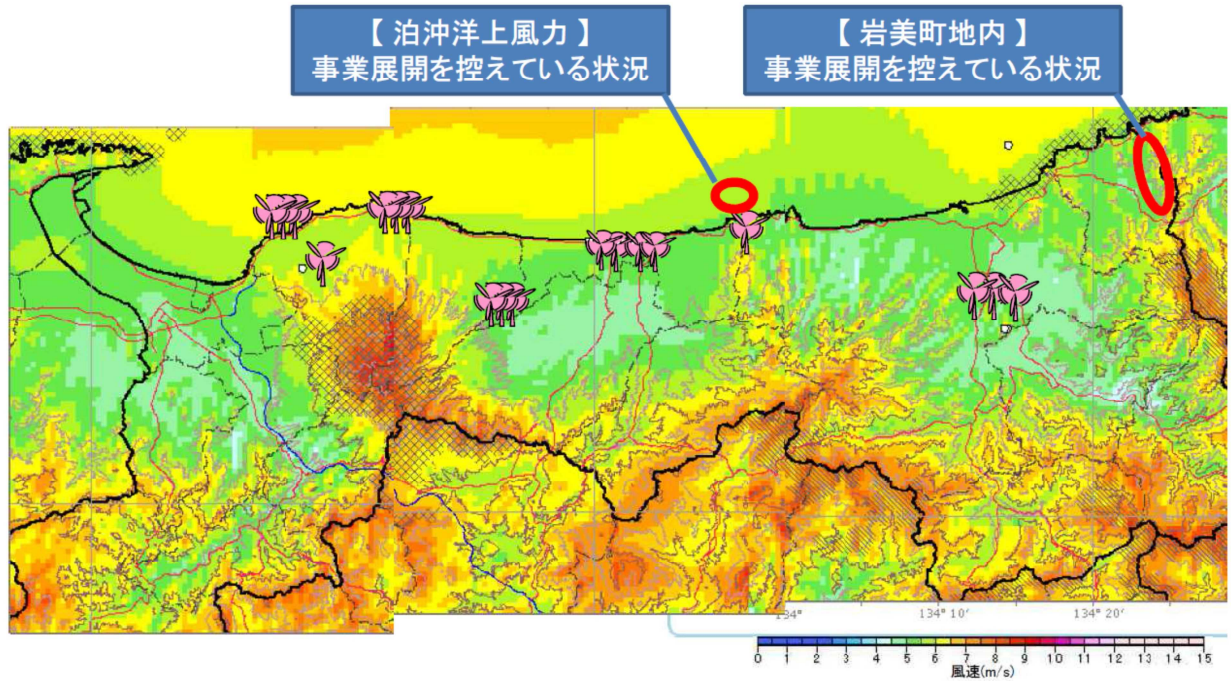 【 泊沖洋上風力 】
事業展開を控えている状況
【 岩美町地内 】
事業展開を控えている状況
134°
134° 10′
134° 20′
0 1 2 3 4 5 6 7 8 9 10 11 12 13 14 15
風速(m/s)